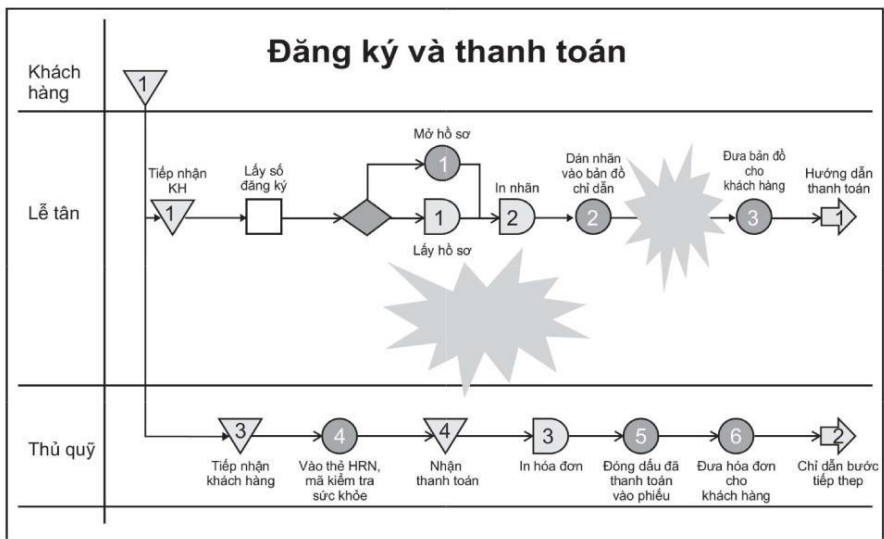 Đăng ký và thanh toán
Khách
hàng
1
Lễ tân
Tiếp nhận
KH
1
Lấy số
đăng ký
Mở hồ sơ
1
1
Lấy hồ sơ
In nhãn
2
Dán nhãn
vào bản đồ
chỉ dẫn
2
Đưa bản đồ
cho
khách hàng
3
Hướng dẫn
thanh toán
1
Thủ quỹ
3
Tiếp nhận
khách hàng
4
Vào thẻ HRN,
mã kiểm tra
sức khỏe
4
Nhận
thanh toán
3
In hóa đơn
5
Đóng dấu đã
thanh toán
vào phiếu
6
Đưa hóa đơn
cho
khách hàng
2
Chỉ dẫn bước
tiếp thep